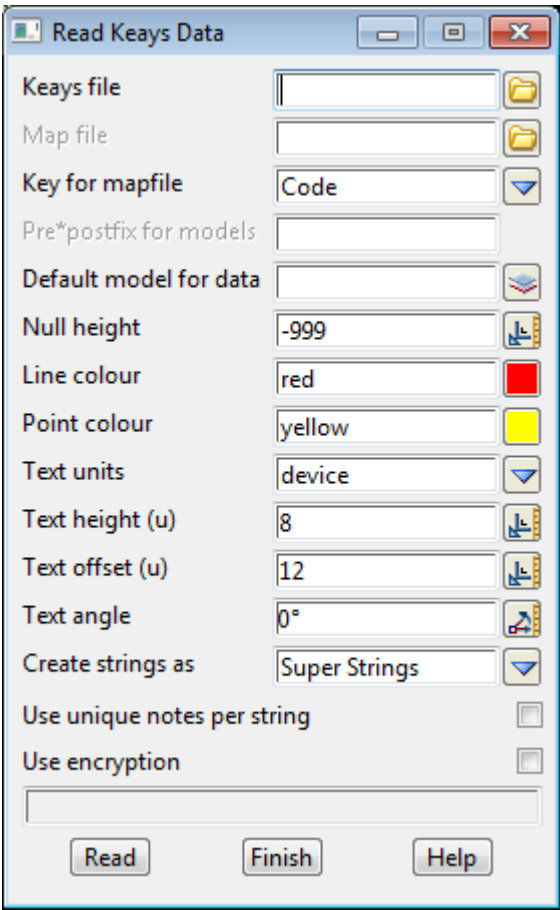 Read Keays Data
Keays file
Map file
Key for mapfile Code
Pre*postfix for models
Default model for data
Null height -999
Line colour red
Point colour yellow
Text units device
Text height (u) 8
Text offset (u) 12
Text angle 0°
Create strings as Super Strings
Use unique notes per string
Use encryption
Read Finish Help